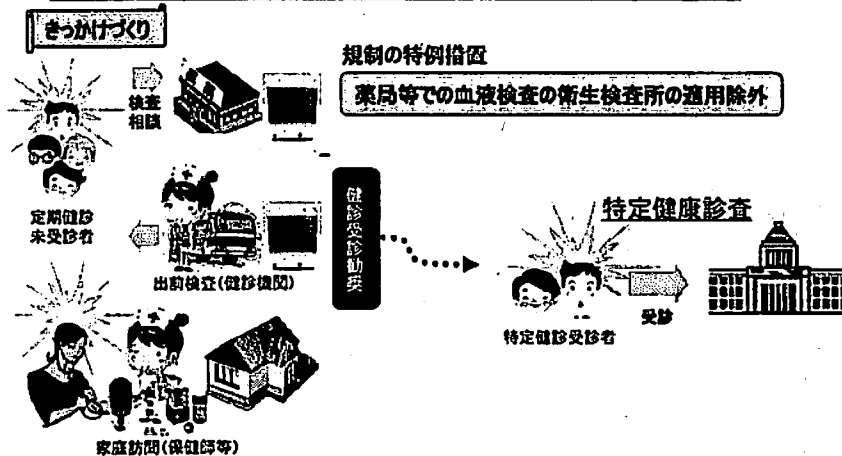 きっかけづくり
検査
相談
規制の特例措置
薬局等での血液検査の衛生検査所の適用除外
定期健診
未受診者
出前検査(健診機関)
健診受診勧奨
特定健康診査
特定健診受診者
受診
家庭訪問(保健師等)